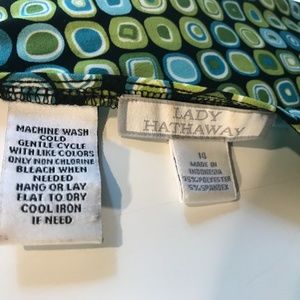 MACHINE WASH
COLD
GENTLE CYCLE
WITH LIKE COLORS
ONLY NON CHLORINE
BLEACH WHEN
NEEDED
HANG OR LAY
FLAT TO DRY
COOL IRON
IF NEED
LADY
HATHAWAY
10
MADE IN
INDONESIA
95%POLYESTER
5%SPANDEX